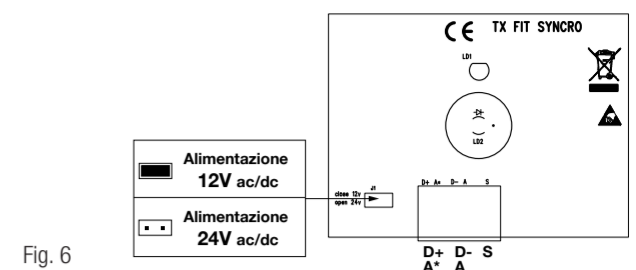 CE TX FIT SYNCRO
LD1
LD2
Alimentazione
12V ac/dc
Alimentazione
24V ac/dc
J1
close 12v
open 24v
D+ A* D- A S
D+ D- S
A* A
Fig. 6